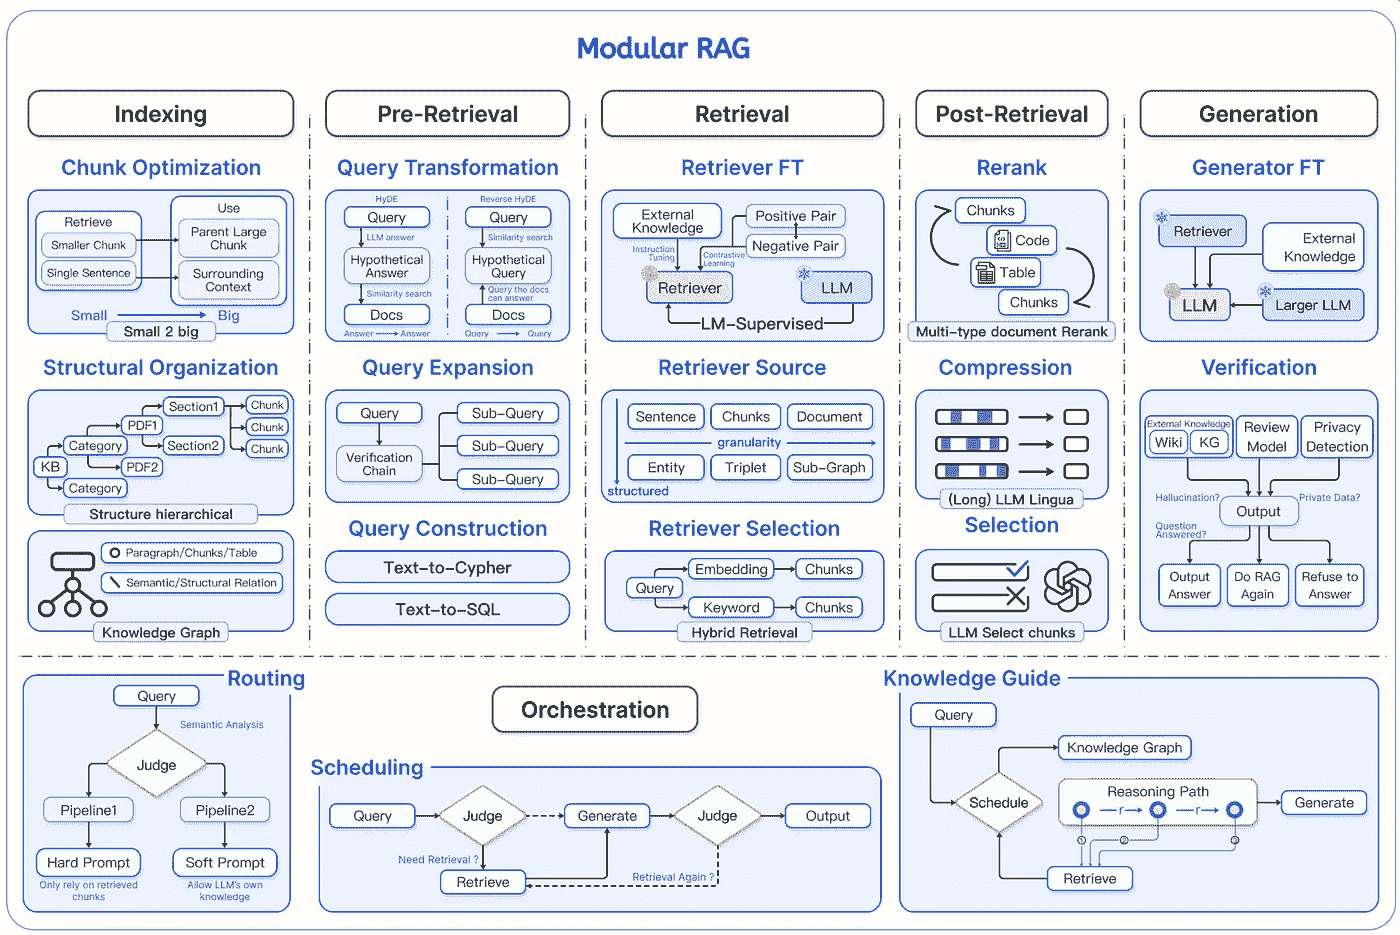 Modular RAG
Indexing
Chunk Optimization
Retrieve
Smaller Chunk
Single Sentence
Use
Parent Large
Chunk
Surrounding
Context
Small
Big
Small 2 big
Structural Organization
KB
Category
Category
PDF1
PDF2
Section1
Section2
Chunk
Chunk
Chunk
Structure hierarchical
Paragraph/Chunks/Table
Semantic/Structural Relation
Knowledge Graph
Pre-Retrieval
Query Transformation
HyDE
Query
LLM answer
Hypothetical
Answer
Similarity search
Docs
Answer
Answer
Reverse HyDE
Query
Similarity search
Hypothetical
Query
Query the docs
can answer
Docs
Query
Query
Query Expansion
Query
Verification
Chain
Sub-Query
Sub-Query
Sub-Query
Query Construction
Text-to-Cypher
Text-to-SQL
Retrieval
Retriever FT
External
Knowledge
Positive Pair
Negative Pair
Instruction
Tuning
Contrastive
Learning
Retriever
LLM
LM-Supervised
Retriever Source
Sentence
Chunks
Document
granularity
Entity
Triplet
Sub-Graph
structured
Retriever Selection
Query
Embedding
Chunks
Keyword
Chunks
Hybrid Retrieval
Post-Retrieval
Rerank
Chunks
Code
Table
Chunks
Multi-type document Rerank
Compression
(Long) LLM Lingua
Selection
LLM Select chunks
Generation
Generator FT
Retriever
External
Knowledge
LLM
Larger LLM
Verification
External Knowledge
Wiki
KG
Review
Model
Privacy
Detection
Hallucination?
Private Data?
Output
Question
Answered?
Output
Answer
Do RAG
Again
Refuse to
Answer
Routing
Query
Semantic Analysis
Judge
Pipeline1
Pipeline2
Hard Prompt
Soft Prompt
Only rely on retrieved
chunks
Allow LLM's own
knowledge
Orchestration
Scheduling
Query
Judge
Generate
Judge
Output
Need Retrieval ?
Retrieve
Retrieval Again ?
Knowledge Guide
Query
Knowledge Graph
Schedule
Reasoning Path
r
r
Generate
1
2
3
Retrieve